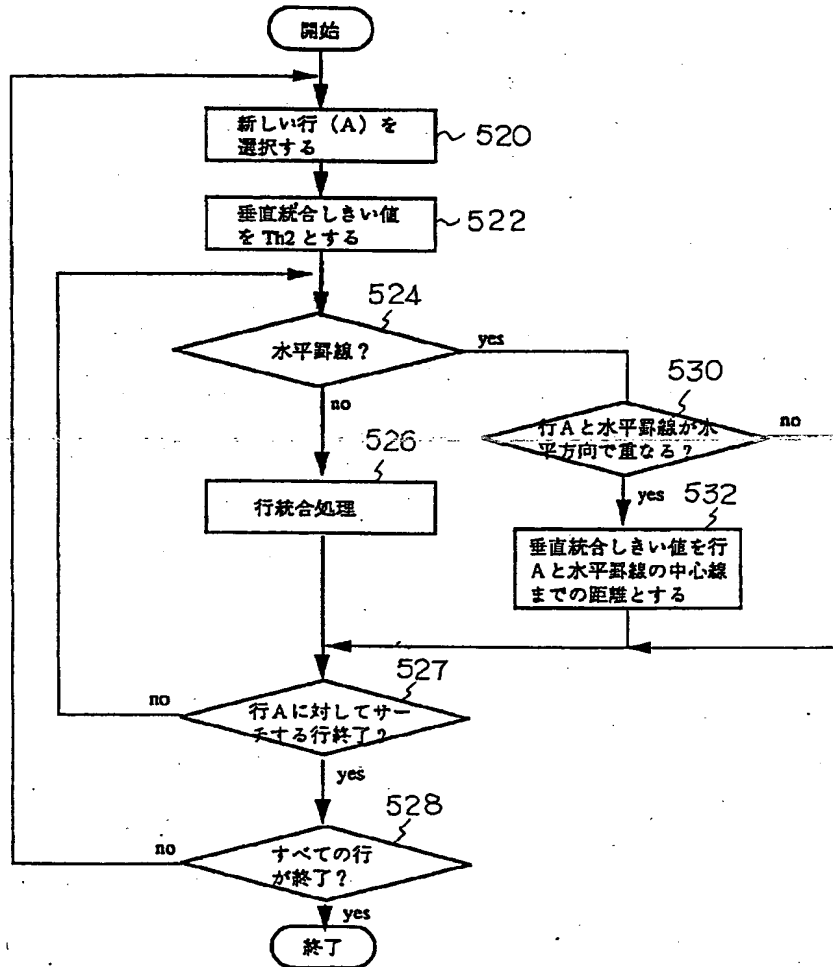 開始
新しい行（A）を
選択する
520
垂直統合しきい値
を Th2 とする
522
524
水平罫線？
yes
no
530
行Aと水平罫線が水
平方向で重なる？
no
yes
526
行統合処理
532
垂直統合しきい値を行
Aと水平罫線の中心線
までの距離とする
527
行Aに対してサー
チする行終了？
no
yes
528
すべての行
が終了？
no
yes
終了